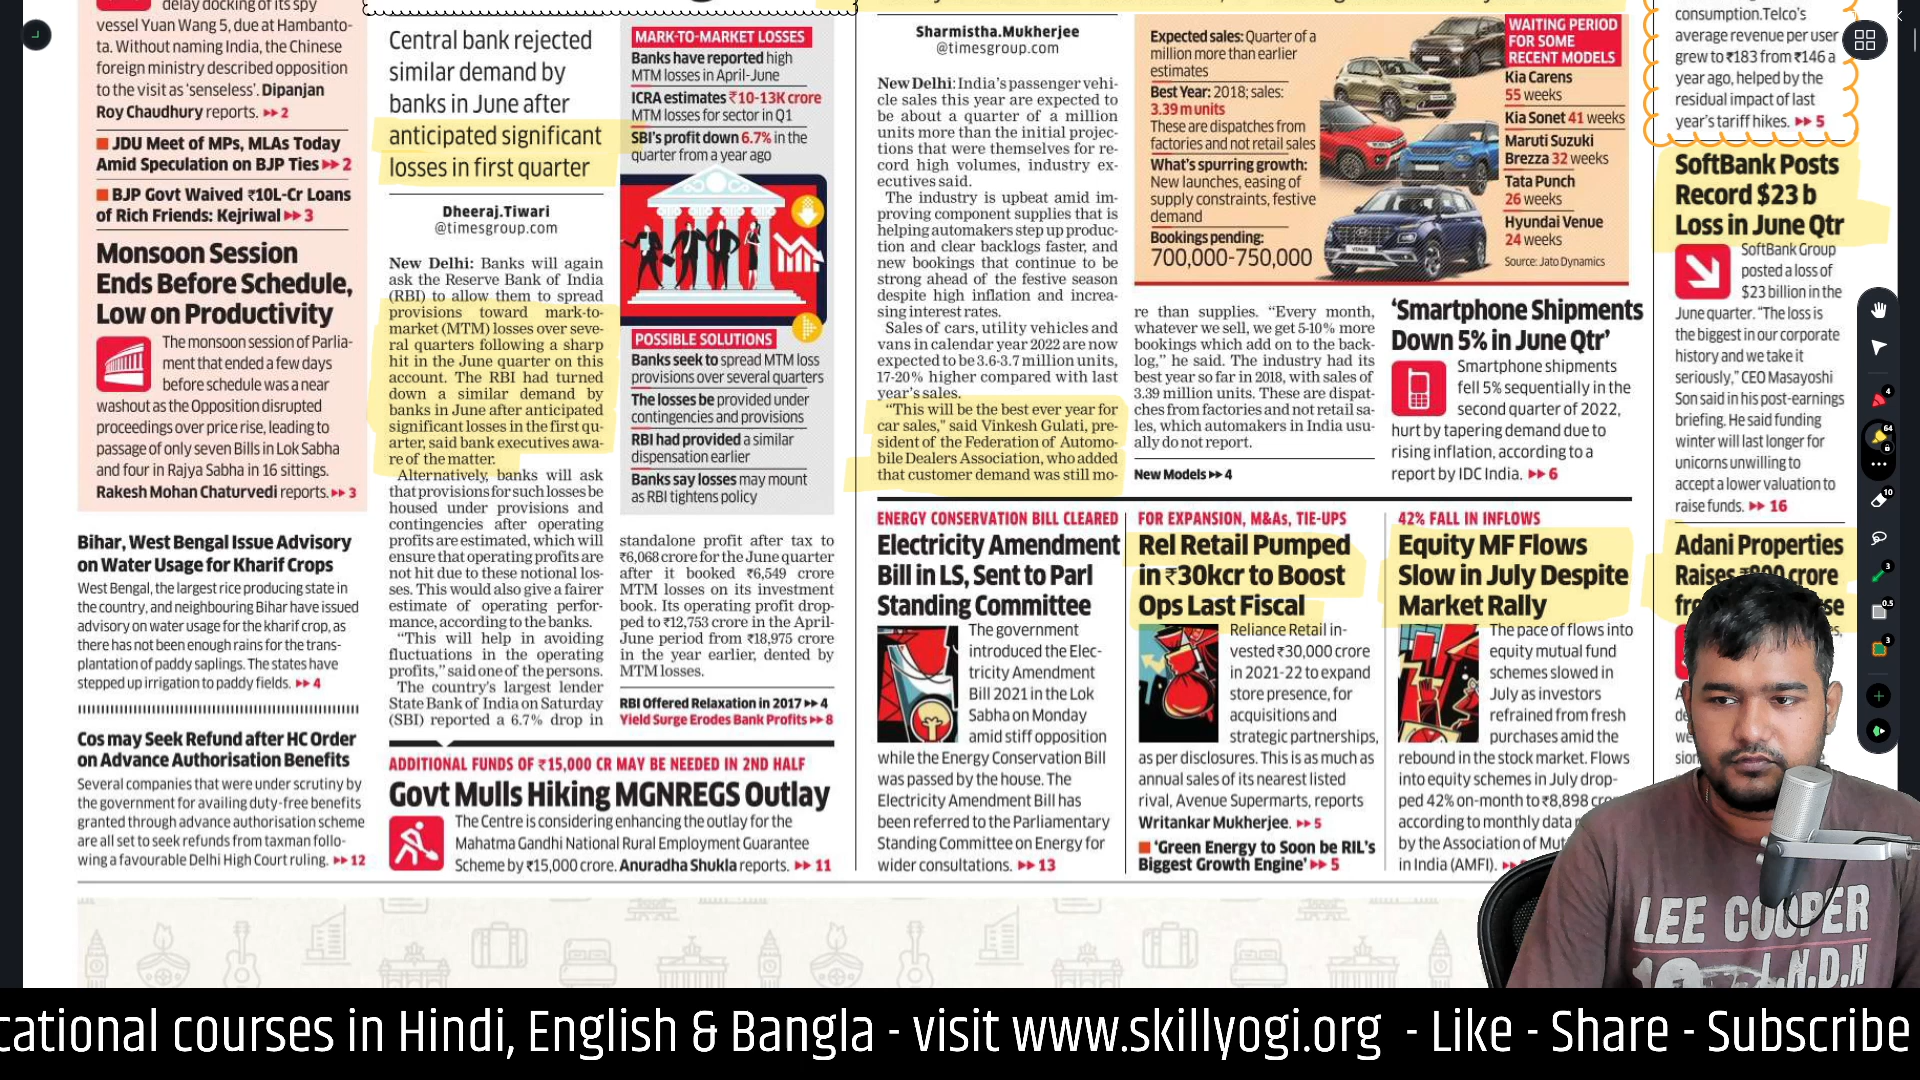 delay docking of its spy
vessel Yuan Wang 5, due at Hambanto-
ta. Without naming India, the Chinese
foreign ministry described opposition
to the visit as 'senseless'. Dipanjan
Roy Chaudhury reports. 2
JDU Meet of MPs, MLAs Today
Amid Speculation on BJP Ties 2
BJP Govt Waived ₹10L-Cr Loans
of Rich Friends: Kejriwal 3
Monsoon Session
Ends Before Schedule,
Low on Productivity
The monsoon session of Parlia-
ment that ended a few days
before schedule was a near
washout as the Opposition disrupted
proceedings over price rise, leading to
passage of only seven Bills in Lok Sabha
and four in Rajya Sabha in 16 sittings.
Rakesh Mohan Chaturvedi reports. 3
Bihar, West Bengal Issue Advisory
on Water Usage for Kharif Crops
West Bengal, the largest rice producing state in
the country, and neighbouring Bihar have issued
advisory on water usage for the kharif crop, as
there has not been enough rains for the trans-
plantation of paddy saplings. The states have
stepped up irrigation to paddy fields. 4
Cos may Seek Refund after HC Order
on Advance Authorisation Benefits
Several companies that were under scrutiny by
the government for availing duty-free benefits
granted through advance authorisation scheme
are all set to seek refunds from taxman follo-
wing a favourable Delhi High Court ruling. 12
Central bank rejected
similar demand by
banks in June after
anticipated significant
losses in first quarter
Dheeraj.Tiwari
@timesgroup.com
New Delhi: Banks will again
ask the Reserve Bank of India
(RBI) to allow them to spread
provisions toward mark-to-
market (MTM) losses over seve-
ral quarters following a sharp
hit in the June quarter on this
account. The RBI had turned
down a similar demand by
banks in June after anticipated
significant losses in the first qu-
arter, said bank executives awa-
re of the matter.
Alternatively, banks will ask
that provisions for such losses be
housed under provisions and
contingencies after operating
profits are estimated, which will
ensure that operating profits are
not hit due to these notional los-
ses. This would also give a fairer
estimate of operating perfor-
mance, according to the banks.
"This will help in avoiding
fluctuations in the operating
profits," said one of the persons.
The country's largest lender
State Bank of India on Saturday
(SBI) reported a 6.7% drop in
MARK-TO-MARKET LOSSES
Banks have reported high
MTM losses in April-June
ICRA estimates ₹10-13K crore
MTM losses for sector in Q1
SBI's profit down 6.7% in the
quarter from a year ago
POSSIBLE SOLUTIONS
Banks seek to spread MTM loss
provisions over several quarters
The losses be provided under
contingencies and provisions
RBI had provided a similar
dispensation earlier
Banks say losses may mount
as RBI tightens policy
standalone profit after tax to
₹6,068 crore for the June quarter
after it booked ₹6,549 crore
MTM losses on its investment
book. Its operating profit drop-
ped to ₹12,753 crore in the April-
June period from ₹18,975 crore
in the year earlier, dented by
MTM losses.
RBI Offered Relaxation in 2017 4
Yield Surge Erodes Bank Profits 8
ADDITIONAL FUNDS OF ₹15,000 CR MAY BE NEEDED IN 2ND HALF
Govt Mulls Hiking MGNREGS Outlay
The Centre is considering enhancing the outlay for the
Mahatma Gandhi National Rural Employment Guarantee
Scheme by ₹15,000 crore. Anuradha Shukla reports. 11
Sharmistha.Mukherjee
@timesgroup.com
New Delhi: India's passenger vehi-
cle sales this year are expected to
be about a quarter of a million
units more than the initial projec-
tions that were themselves for re-
cord high volumes, industry ex-
ecutives said.
The industry is upbeat amid im-
proving component supplies that is
helping automakers step up produc-
tion and clear backlogs faster, and
new bookings that continue to be
strong ahead of the festive season
despite high inflation and increa-
sing interest rates.
Sales of cars, utility vehicles and
vans in calendar year 2022 are now
expected to be 3.6-3.7 million units,
17-20% higher compared with last
year's sales.
"This will be the best ever year for
car sales," said Vinkesh Gulati, pre-
sident of the Federation of Automo-
bile Dealers Association, who added
that customer demand was still mo-
Expected sales: Quarter of a
million more than earlier
estimates
Best Year: 2018; sales:
3.39 m units
These are dispatches from
factories and not retail sales
What's spurring growth:
New launches, easing of
supply constraints, festive
demand
Bookings pending:
700,000-750,000
WAITING PERIOD
FOR SOME
RECENT MODELS
Kia Carens
55 weeks
Kia Sonet 41 weeks
Maruti Suzuki
Brezza 32 weeks
Tata Punch
26 weeks
Hyundai Venue
24 weeks
Source: Jato Dynamics
re than supplies. "Every month,
whatever we sell, we get 5-10% more
bookings which add on to the back-
log," he said. The industry had its
best year so far in 2018, with sales of
3.39 million units. These are dispat-
ches from factories and not retail sa-
les, which automakers in India usu-
ally do not report.
New Models 4
'Smartphone Shipments
Down 5% in June Qtr'
Smartphone shipments
fell 5% sequentially in the
second quarter of 2022,
hurt by tapering demand due to
rising inflation, according to a
report by IDC India. 6
ENERGY CONSERVATION BILL CLEARED
Electricity Amendment
Bill in LS, Sent to Parl
Standing Committee
The government
introduced the Elec-
tricity Amendment
Bill 2021 in the Lok
Sabha on Monday
amid stiff opposition
while the Energy Conservation Bill
was passed by the house. The
Electricity Amendment Bill has
been referred to the Parliamentary
Standing Committee on Energy for
wider consultations. 13
FOR EXPANSION, M&As, TIE-UPS
Rel Retail Pumped
in ₹30kcr to Boost
Ops Last Fiscal
Reliance Retail in-
vested ₹30,000 crore
in 2021-22 to expand
store presence, for
acquisitions and
strategic partnerships,
as per disclosures. This is as much as
annual sales of its nearest listed
rival, Avenue Supermarts, reports
Writankar Mukherjee. 5
'Green Energy to Soon be RIL's
Biggest Growth Engine' 5
42% FALL IN INFLOWS
Equity MF Flows
Slow in July Despite
Market Rally
The pace of flows into
equity mutual fund
schemes slowed in
July as investors
refrained from fresh
purchases amid the
rebound in the stock market. Flows
into equity schemes in July drop-
ped 42% on-month to ₹8,898
according to monthly data
by the Association of
in India (AMFI).
consumption.Telco's
average revenue per user
grew to ₹183 from ₹146 a
year ago, helped by the
residual impact of last
year's tariff hikes. 5
SoftBank Posts
Record $23 b
Loss in June Qtr
SoftBank Group
posted a loss of
$23 billion in the
June quarter. "The loss is
the biggest in our corporate
history and we take it
seriously," CEO Masayoshi
Son said in his post-earnings
briefing. He said funding
winter will last longer for
unicorns unwilling to
accept a lower valuation to
raise funds. 16
Adani Properties
Raises crore
LEE COOPER
L.N.D.N
cational courses in Hindi, English & Bangla - visit www.skillyogi.org - Like - Share - Subscribe